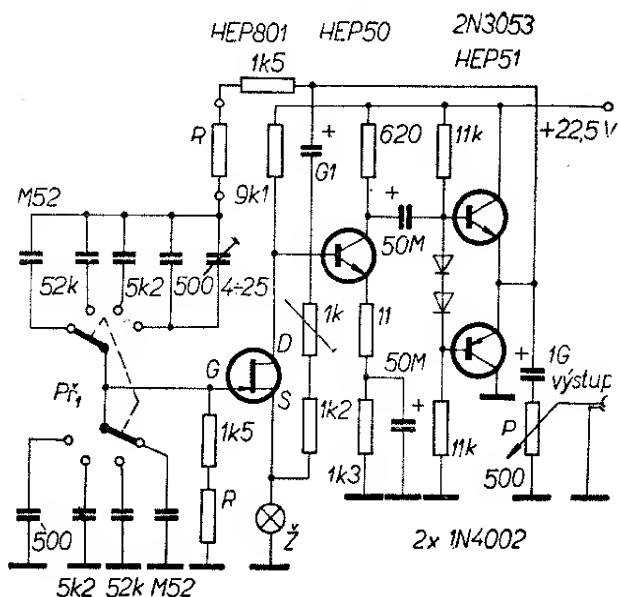 HEP801 HEP50 2N3053
HEP51
1k5
+
+22,5 V
R
9k1
G1
620
11k
M52
+
50M
52k
5k2
500
4÷25
1k
11
D
G
S
Př₁
50M
+
1k5
1k2
+
1G
výstup
P
R
1k3
11k
500
Ž
500
5k2
52k
M52
2x 1N4002